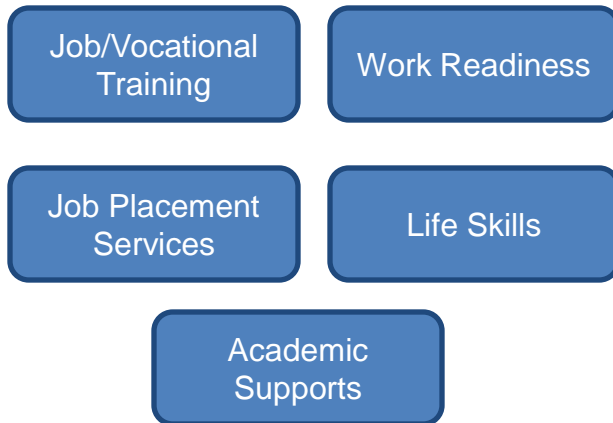 Job/Vocational
Training
Work Readiness
Job Placement
Services
Life Skills
Academic
Supports